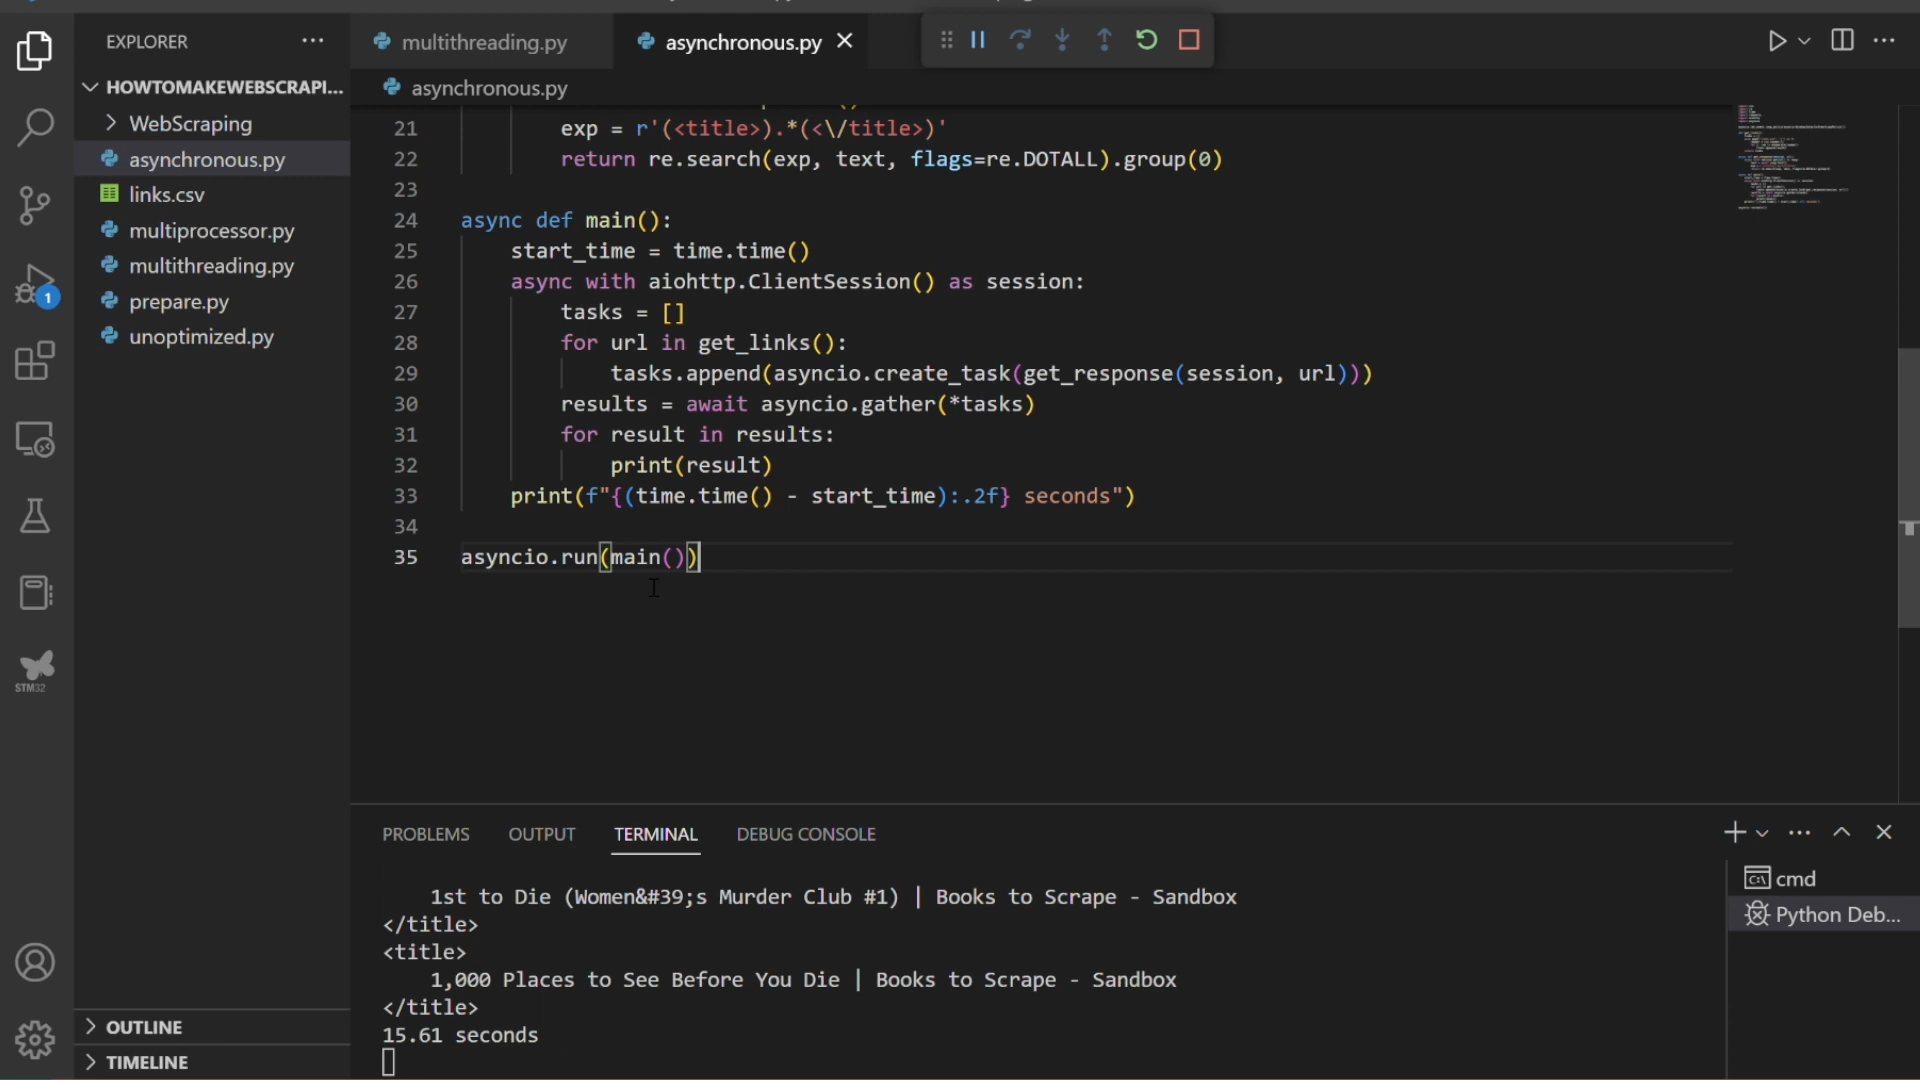 EXPLORER
HOWTOMAKEWEBSCRAPI...
WebScraping
asynchronous.py
links.csv
multiprocessor.py
multithreading.py
prepare.py
unoptimized.py
OUTLINE
TIMELINE
1
STM32
multithreading.py
asynchronous.py
asynchronous.py
21 exp = r'(<title>).*(<\/title>)'
22 return re.search(exp, text, flags=re.DOTALL).group(0)
23
24 async def main():
25 start_time = time.time()
26 async with aiohttp.ClientSession() as session:
27 tasks = []
28 for url in get_links():
29 tasks.append(asyncio.create_task(get_response(session, url)))
30 results = await asyncio.gather(*tasks)
31 for result in results:
32 print(result)
33 print(f"{(time.time() - start_time):.2f} seconds")
34
35 asyncio.run(main())
PROBLEMS OUTPUT TERMINAL DEBUG CONSOLE
1st to Die (Women&#39;s Murder Club #1) | Books to Scrape - Sandbox
</title>
<title>
1,000 Places to See Before You Die | Books to Scrape - Sandbox
</title>
15.61 seconds
cmd
Python Deb...